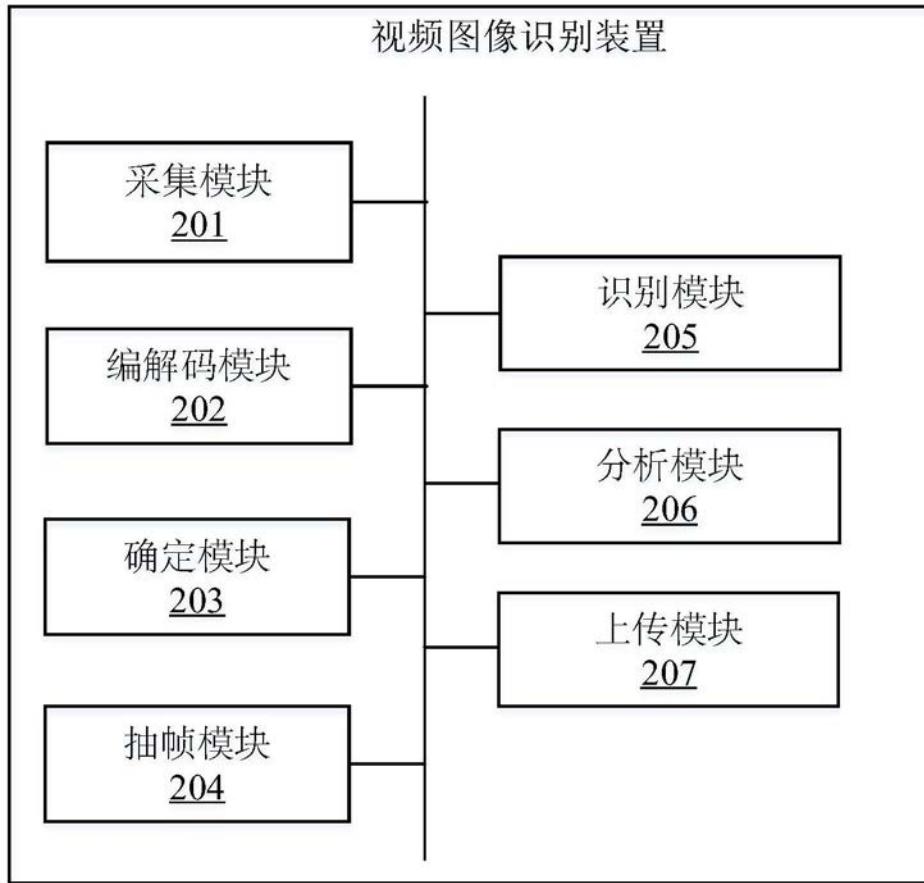 视频图像识别装置
采集模块
201
编解码模块
202
确定模块
203
抽帧模块
204
识别模块
205
分析模块
206
上传模块
207